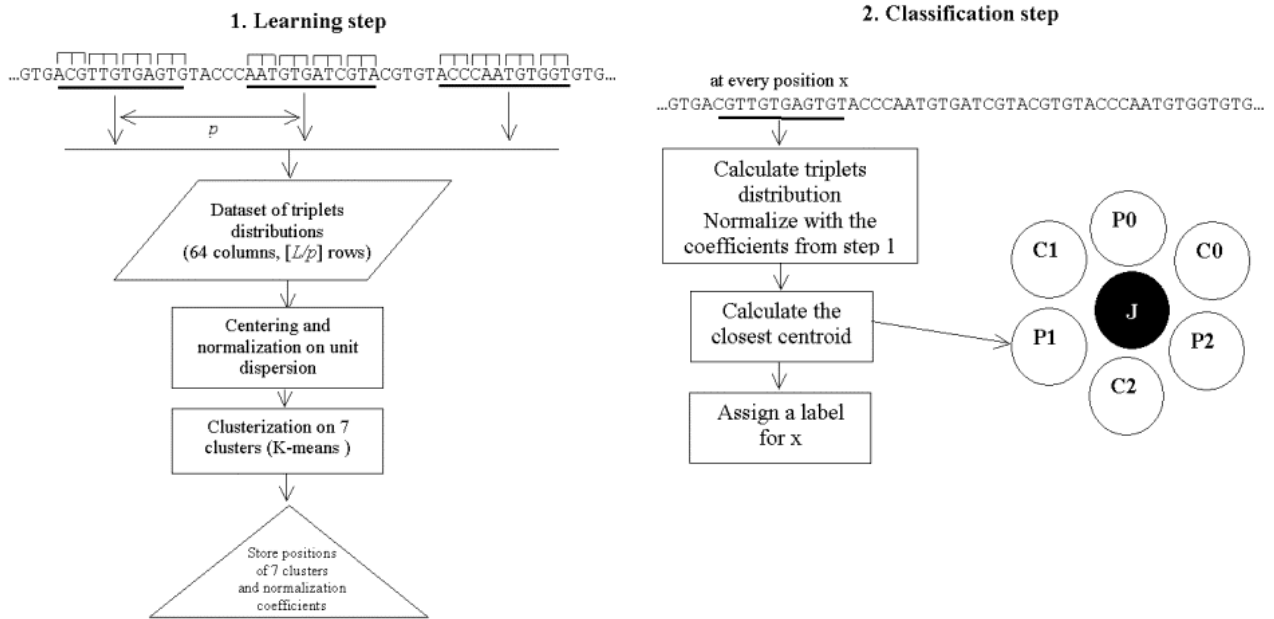 1. Learning step
...GTGACGTTGTGAGTGTACCCAATGTGATCGTACGTGTACCCAATGTGGTGTG...
p
Dataset of triplets
distributions
(64 columns, [L/p] rows)
Centering and
normalization on unit
dispersion
Clusterization on 7
clusters (K-means )
Store positions
of 7 clusters
and normalization
coefficients
2. Classification step
at every position x
...GTGACGTTGTGAGTGTACCCAATGTGATCGTACGTGTACCCAATGTGGTGTG...
Calculate triplets
distribution
Normalize with the
coefficients from step 1
Calculate the
closest centroid
Assign a label
for x
P0
C1
C0
J
P1
P2
C2